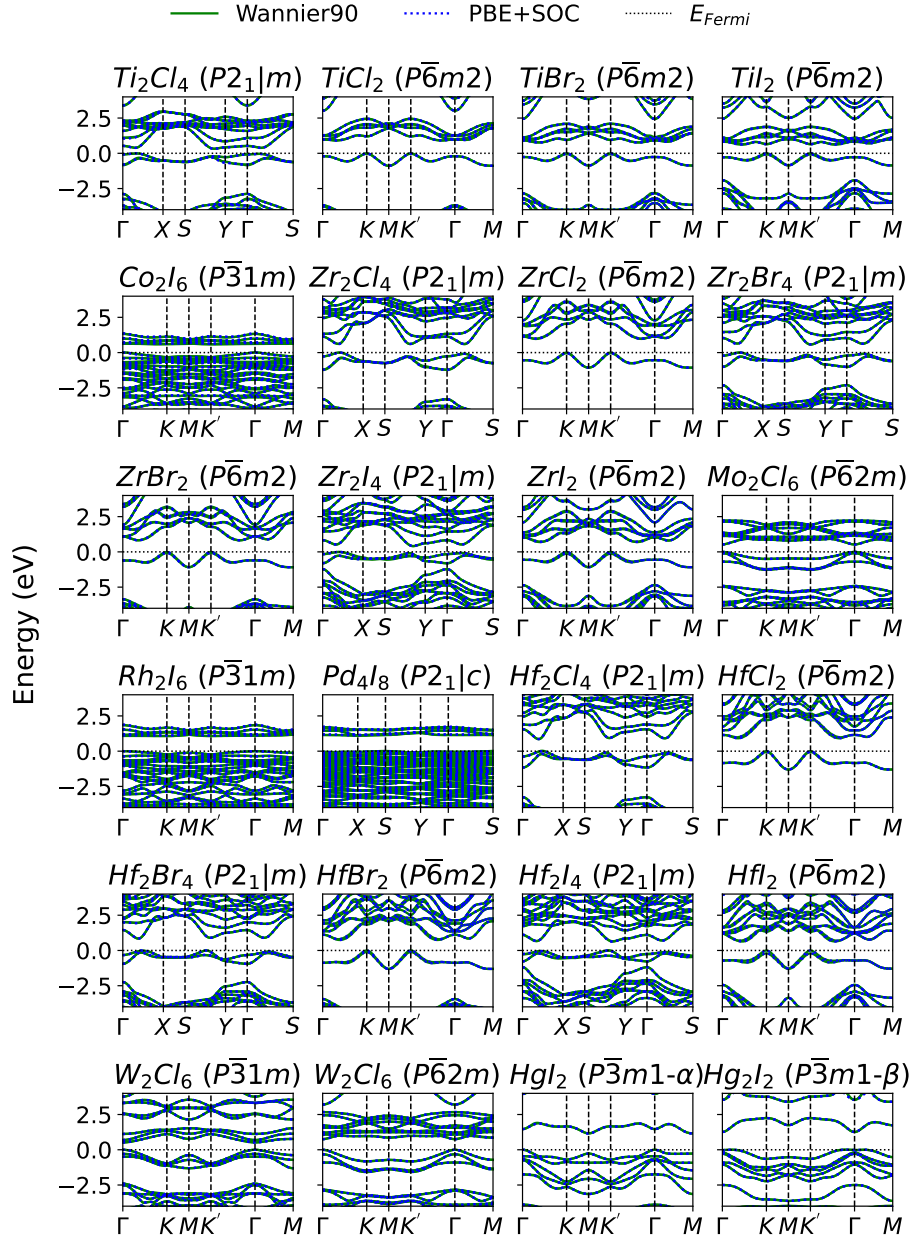 Wannier90 PBE+SOC E_Fermi
Ti₂Cl₄ (P2₁|m) TiCl₂ (P6̅m2) TiBr₂ (P6̅m2) TiI₂ (P6̅m2)
2.5
0.0
−2.5
Γ X S Y Γ S Γ K M K′ Γ M Γ K M K′ Γ M Γ K M K′ Γ M
Co₂I₆ (P3̅1m) Zr₂Cl₄ (P2₁|m) ZrCl₂ (P6̅m2) Zr₂Br₄ (P2₁|m)
2.5
0.0
−2.5
Γ K M K′ Γ M Γ X S Y Γ S Γ K M K′ Γ M Γ X S Y Γ S
ZrBr₂ (P6̅m2) Zr₂I₄ (P2₁|m) ZrI₂ (P6̅m2) Mo₂Cl₆ (P6̅2m)
2.5
0.0
−2.5
Γ K M K′ Γ M Γ X S Y Γ S Γ K M K′ Γ M Γ K M K′ Γ M
Energy (eV)
Rh₂I₆ (P3̅1m) Pd₄I₈ (P2₁|c) Hf₂Cl₄ (P2₁|m) HfCl₂ (P6̅m2)
2.5
0.0
−2.5
Γ K M K′ Γ M Γ X S Y Γ S Γ X S Y Γ S Γ K M K′ Γ M
Hf₂Br₄ (P2₁|m) HfBr₂ (P6̅m2) Hf₂I₄ (P2₁|m) HfI₂ (P6̅m2)
2.5
0.0
−2.5
Γ X S Y Γ S Γ K M K′ Γ M Γ X S Y Γ S Γ K M K′ Γ M
W₂Cl₆ (P3̅1m) W₂Cl₆ (P6̅2m) HgI₂ (P3̅m1-α) Hg₂I₂ (P3̅m1-β)
2.5
0.0
−2.5
Γ K M K′ Γ M Γ K M K′ Γ M Γ K M K′ Γ M Γ K M K′ Γ M